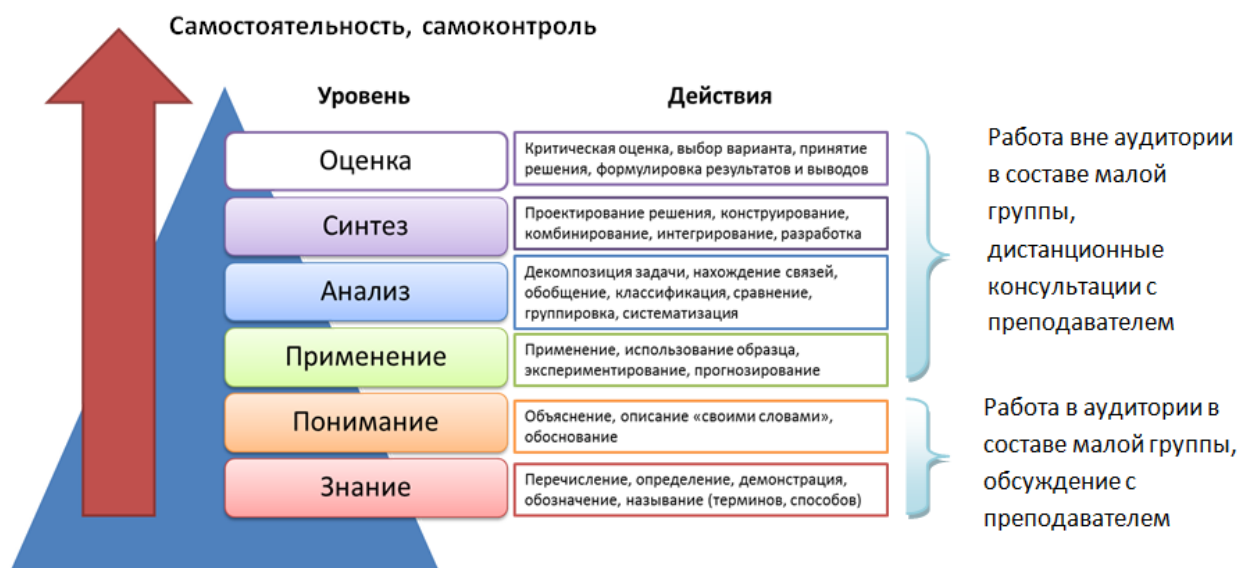 Самостоятельность, самоконтроль
Уровень
Действия
Оценка
Критическая оценка, выбор варианта, принятие
решения, формулировка результатов и выводов
Синтез
Проектирование решения, конструирование,
комбинирование, интегрирование, разработка
Анализ
Декомпозиция задачи, нахождение связей,
обобщение, классификация, сравнение,
группировка, систематизация
Применение
Применение, использование образца,
экспериментирование, прогнозирование
Понимание
Объяснение, описание «своими словами»,
обоснование
Знание
Перечисление, определение, демонстрация,
обозначение, называние (терминов, способов)
Работа вне аудитории
в составе малой
группы,
дистанционные
консультации с
преподавателем
Работа в аудитории в
составе малой группы,
обсуждение с
преподавателем